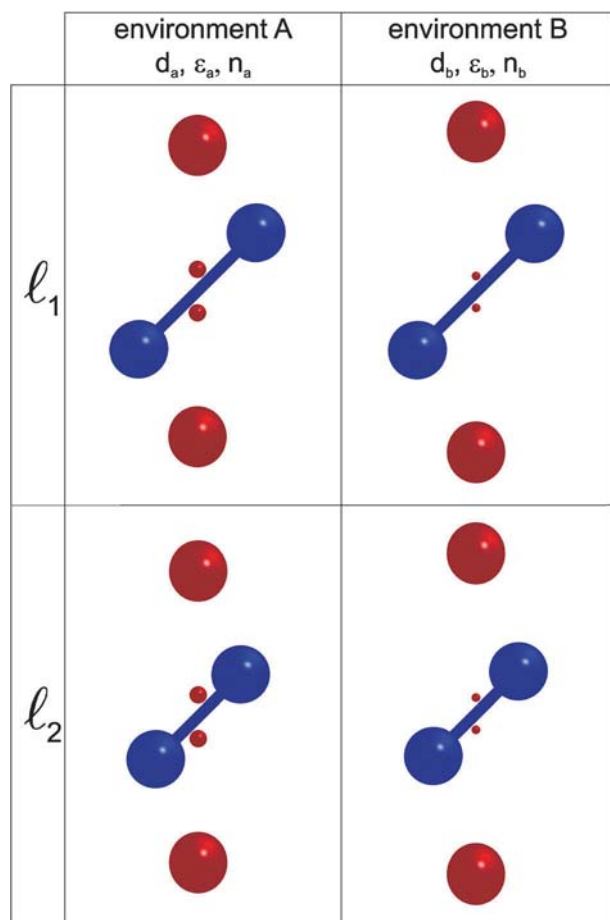 environment A
dₐ, εₐ, nₐ
environment B
d_b, ε_b, n_b
ℓ₁
ℓ₂